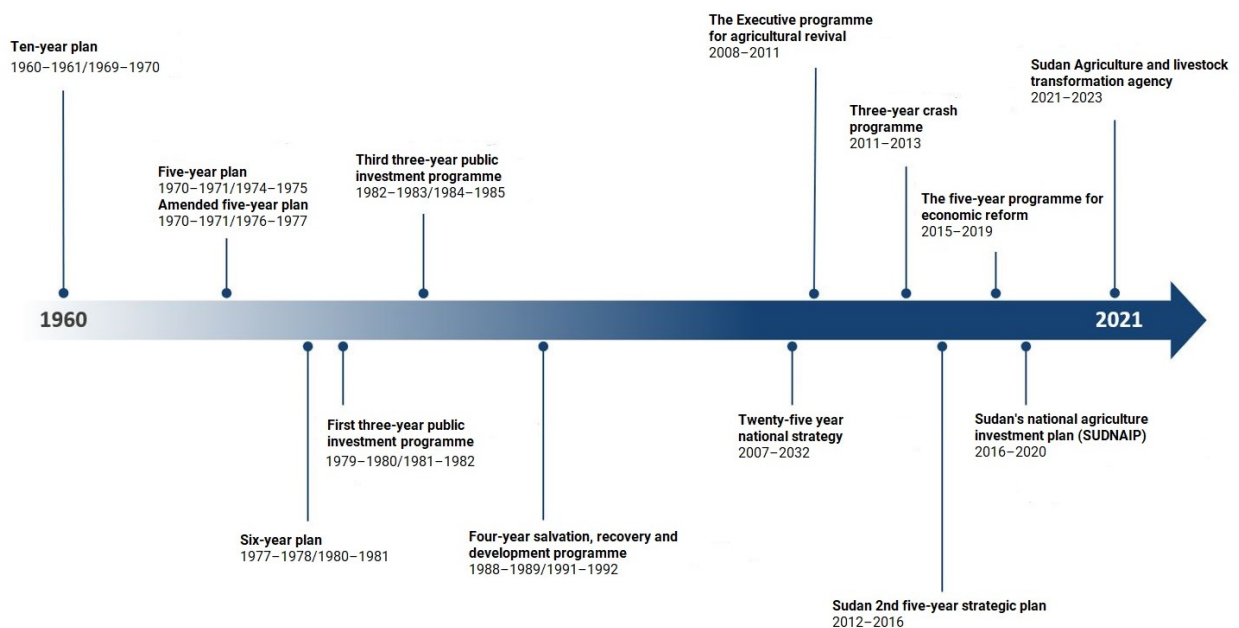 Ten-year plan
1960–1961/1969–1970
Five-year plan
1970–1971/1974–1975
Amended five-year plan
1970–1971/1976–1977
Third three-year public
investment programme
1982–1983/1984–1985
The Executive programme
for agricultural revival
2008–2011
Three-year crash
programme
2011–2013
The five-year programme for
economic reform
2015–2019
Sudan Agriculture and livestock
transformation agency
2021–2023
1960
2021
Six-year plan
1977–1978/1980–1981
First three-year public
investment programme
1979–1980/1981–1982
Four-year salvation, recovery and
development programme
1988–1989/1991–1992
Twenty-five year
national strategy
2007–2032
Sudan 2nd five-year strategic plan
2012–2016
Sudan's national agriculture
investment plan (SUDNAIP)
2016–2020